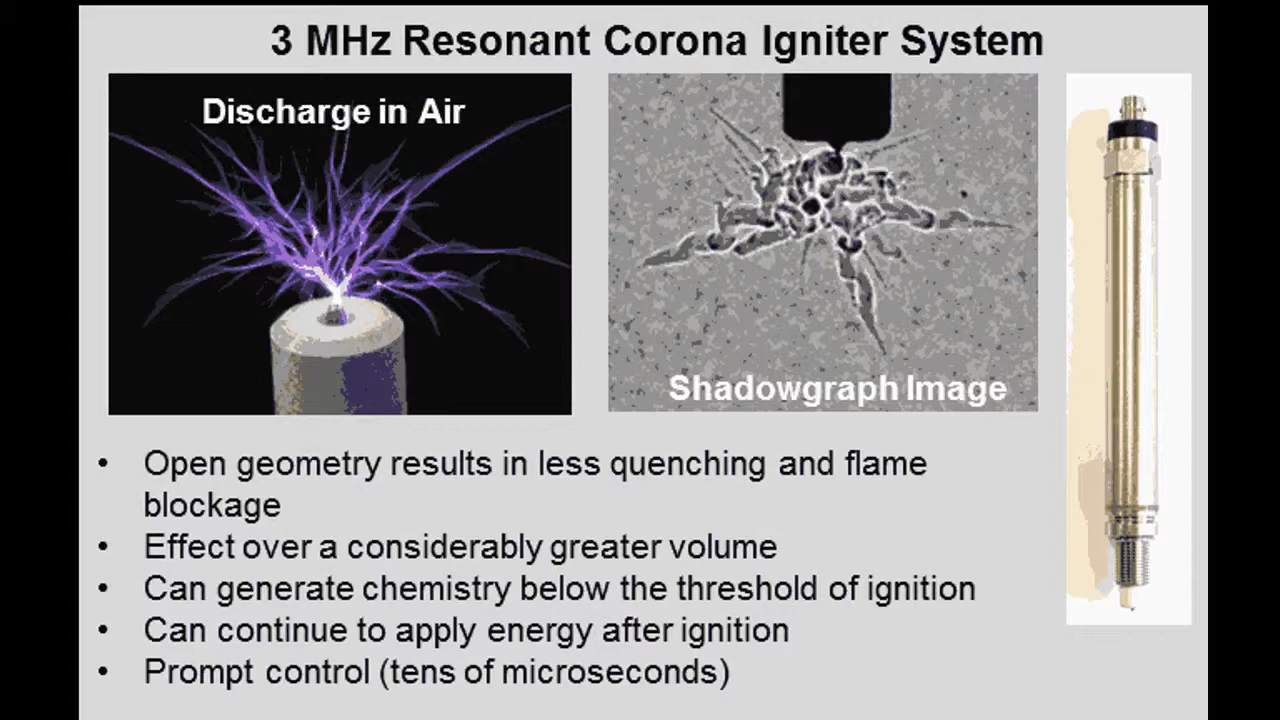 3 MHz Resonant Corona Igniter System
Discharge in Air
Shadowgraph Image
• Open geometry results in less quenching and flame
blockage
• Effect over a considerably greater volume
• Can generate chemistry below the threshold of ignition
• Can continue to apply energy after ignition
• Prompt control (tens of microseconds)